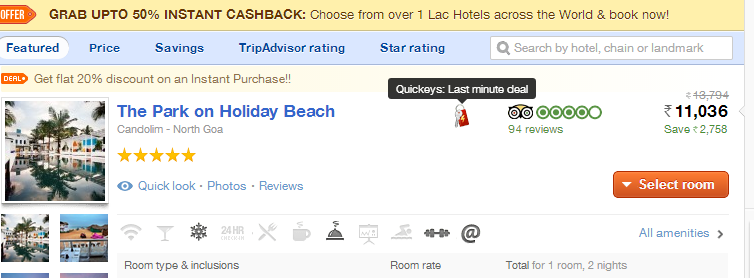 OFFER GRAB UPTO 50% INSTANT CASHBACK: Choose from over 1 Lac Hotels across the World & book now!
Featured Price Savings TripAdvisor rating Star rating Search by hotel, chain or landmark
DEAL Get flat 20% discount on an Instant Purchase!!
Quickeys: Last minute deal
₹13,794
The Park on Holiday Beach ₹11,036
Candolim - North Goa 94 reviews Save ₹2,758
Quick look · Photos · Reviews Select room
24HR All amenities
Room type & inclusions Room rate Total for 1 room, 2 nights